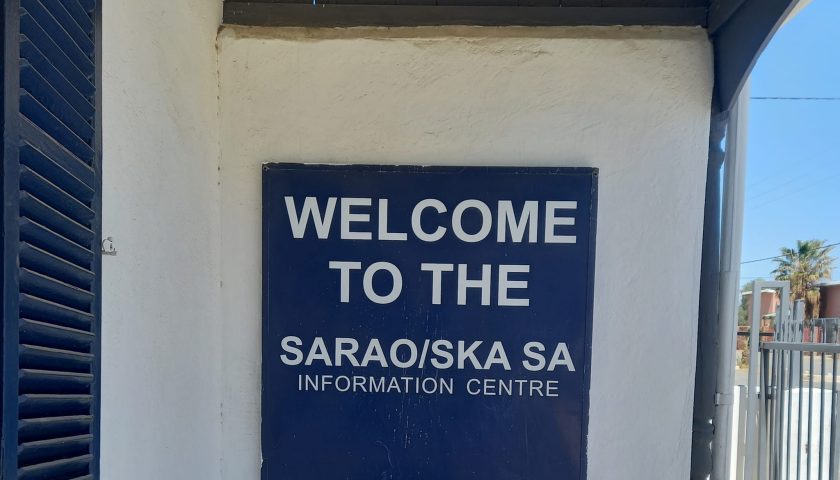 WELCOME
TO THE
SARAO/SKA SA
INFORMATION CENTRE